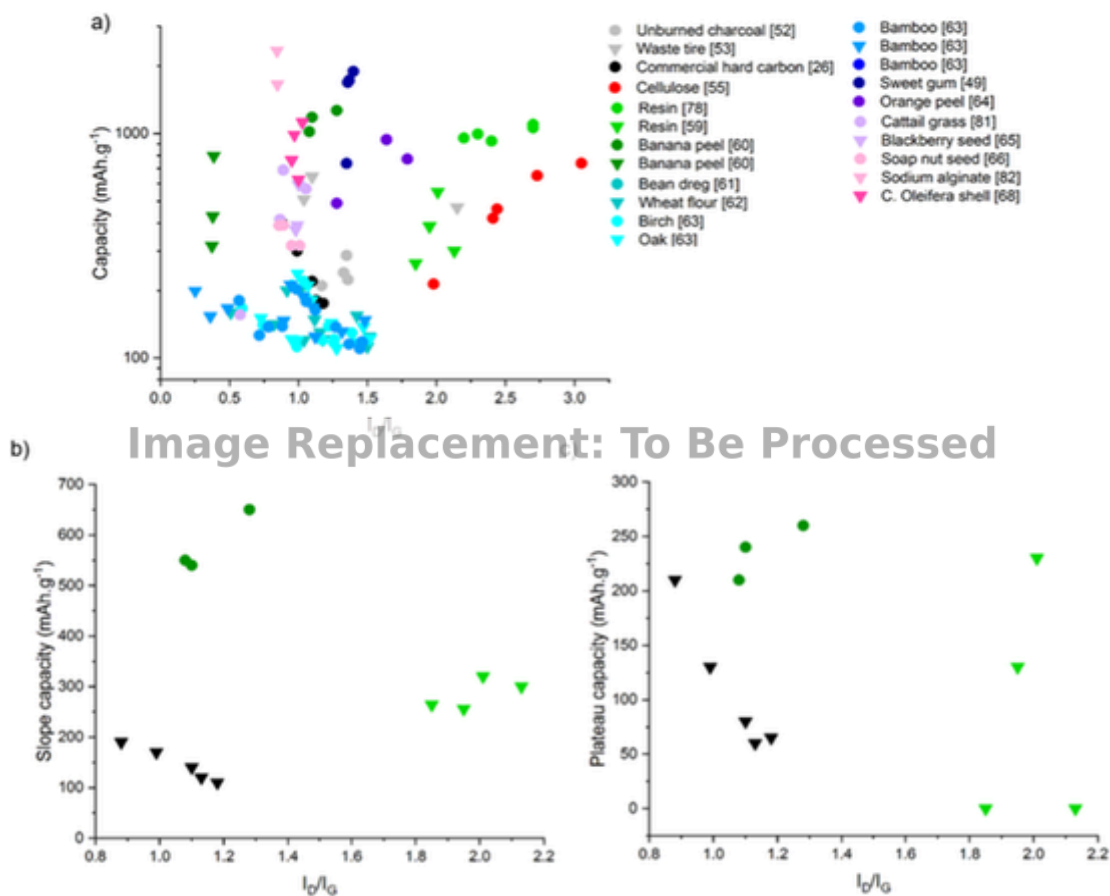 a)
Capacity (mAh.g⁻¹)
1000
100
0.0 0.5 1.0 1.5 2.0 2.5 3.0
I_D/I_G
Unburned charcoal [52]
Waste tire [53]
Commercial hard carbon [26]
Cellulose [55]
Resin [78]
Resin [59]
Banana peel [60]
Banana peel [60]
Bean dreg [61]
Wheat flour [62]
Birch [63]
Oak [63]
Bamboo [63]
Bamboo [63]
Bamboo [63]
Sweet gum [49]
Orange peel [64]
Cattail grass [81]
Blackberry seed [65]
Soap nut seed [66]
Sodium alginate [82]
C. Oleifera shell [68]
Image Replacement: To Be Processed
b)
Slope capacity (mAh.g⁻¹)
700
600
500
400
300
200
100
0
0.8 1.0 1.2 1.4 1.6 1.8 2.0 2.2
I_D/I_G
c)
Plateau capacity (mAh.g⁻¹)
300
250
200
150
100
50
0
0.8 1.0 1.2 1.4 1.6 1.8 2.0 2.2
I_D/I_G